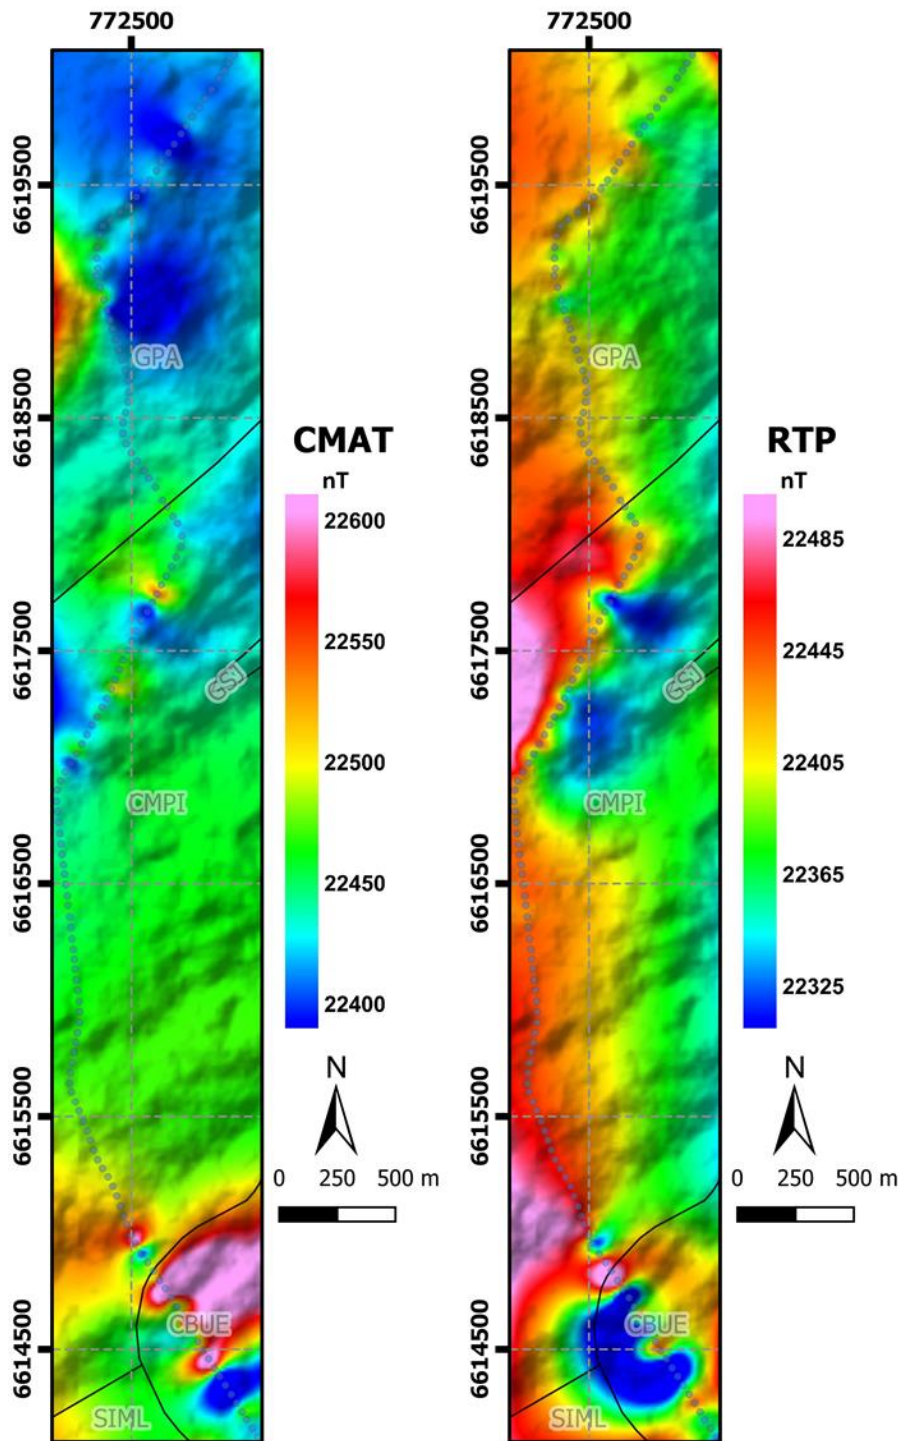 772500
772500
6619500
6618500
6617500
6616500
6615500
6614500
GPA
GSJ
CMPI
CBUE
SIML
CMAT
nT
22600
22550
22500
22450
22400
N
0 250 500 m
6619500
6618500
6617500
6616500
6615500
6614500
GPA
GSJ
CMPI
CBUE
SIML
RTP
nT
22485
22445
22405
22365
22325
N
0 250 500 m